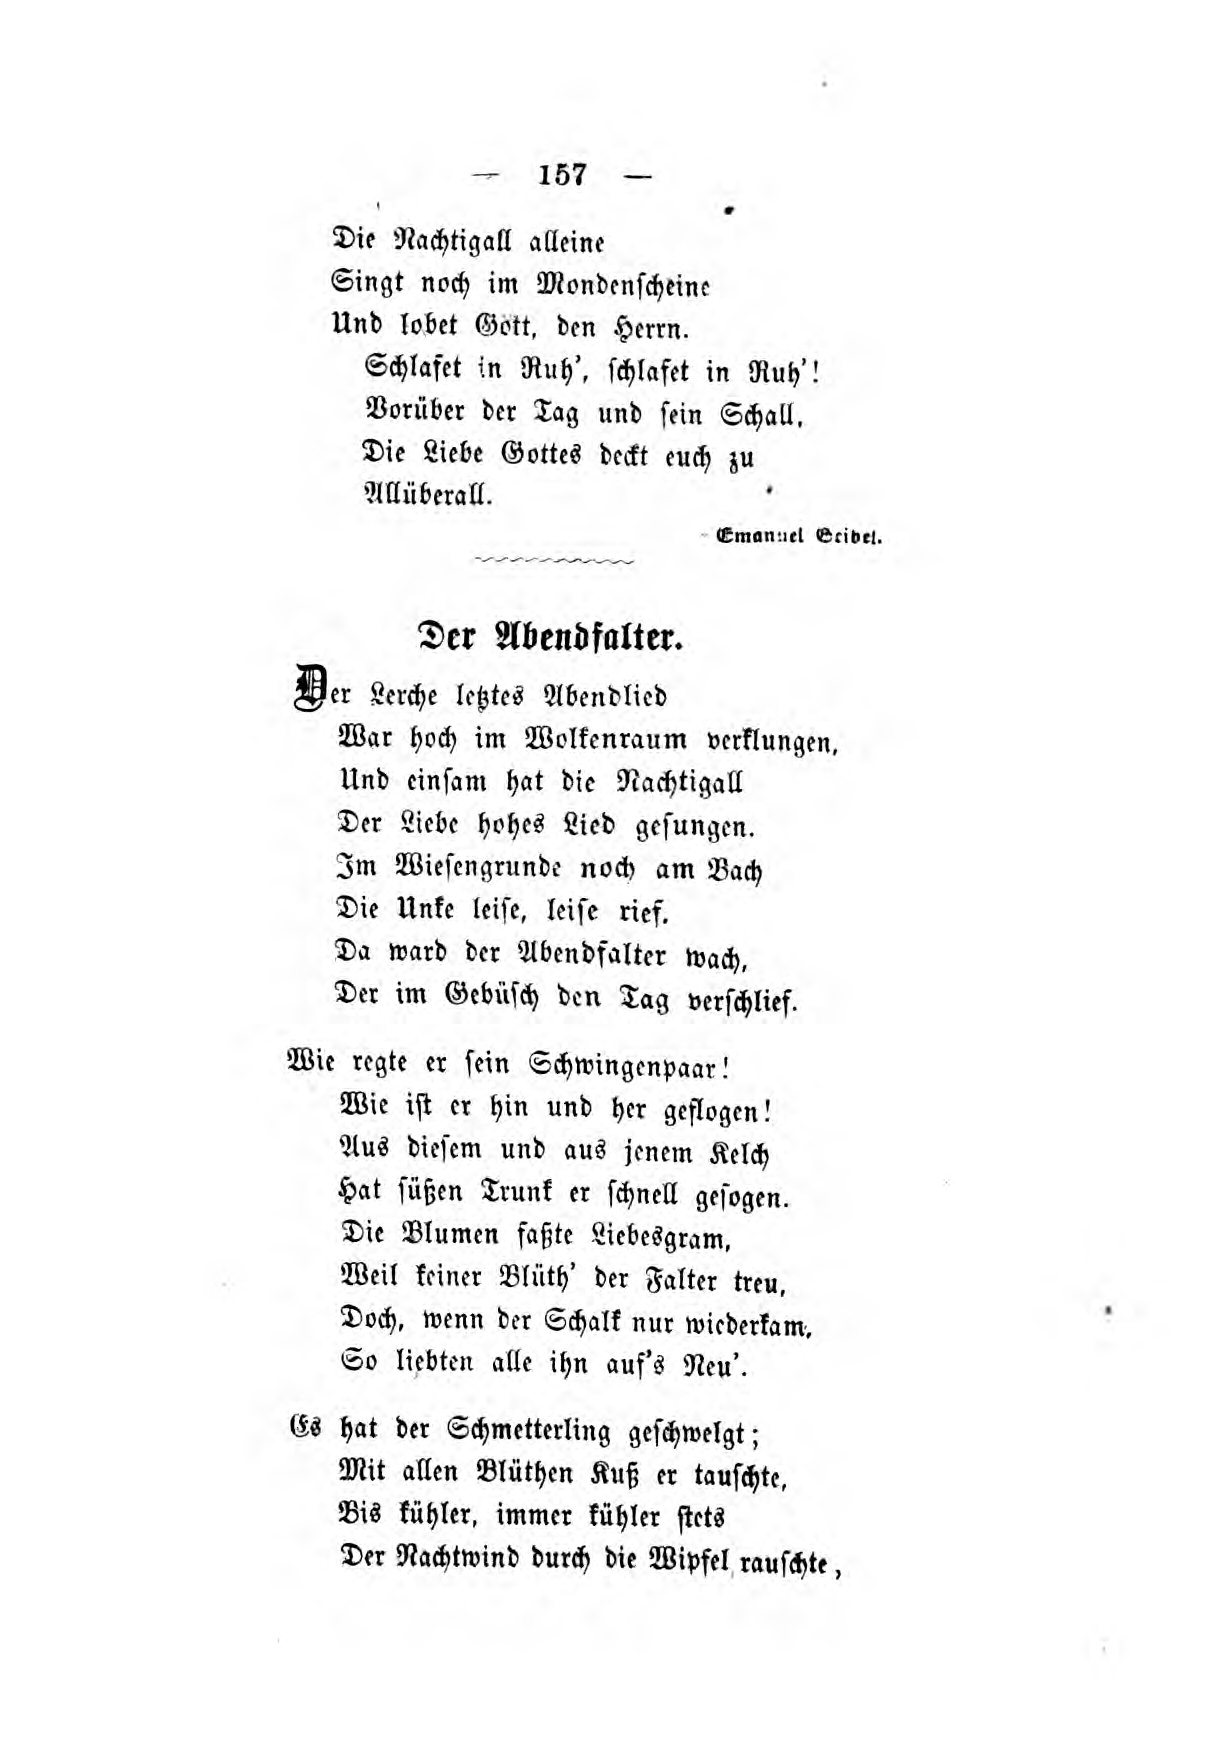 — 157 —
Die Nachtigall alleine
Singt noch im Mondenſcheine
Und lobet Gott, den Herrn.
Schlafet in Ruh', ſchlafet in Ruh'!
Vorüber der Tag und ſein Schall,
Die Liebe Gottes deckt euch zu
Allüberall.
Emanuel Geibel.
Der Abendfalter.
Der Lerche letztes Abendlied
War hoch im Wolkenraum verklungen,
Und einſam hat die Nachtigall
Der Liebe hohes Lied geſungen.
Im Wieſengrunde noch am Bach
Die Unke leiſe, leiſe rief.
Da ward der Abendfalter wach,
Der im Gebüſch den Tag verſchlief.
Wie regte er ſein Schwingenpaar!
Wie iſt er hin und her geflogen!
Aus dieſem und aus jenem Kelch
Hat ſüßen Trunk er ſchnell geſogen.
Die Blumen faßte Liebesgram,
Weil keiner Blüth' der Falter treu,
Doch, wenn der Schalk nur wiederkam,
So liebten alle ihn auf's Neu'.
Es hat der Schmetterling geſchwelgt;
Mit allen Blüthen Kuß er tauſchte,
Bis kühler, immer kühler ſtets
Der Nachtwind durch die Wipfel rauſchte,